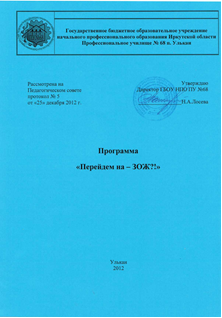 Государственное бюджетное образовательное учреждение
начального профессионального образования Иркутской области
Профессиональное училище № 68 п. Улькан
Рассмотрена на
Педагогическом совете
протокол № 5
от «25» декабря 2012 г.
Утверждаю
Директор ГБОУ НПО ПУ №68
Н.А.
Программа
«Перейдем на – ЗОЖ?!»
Улькан
2012